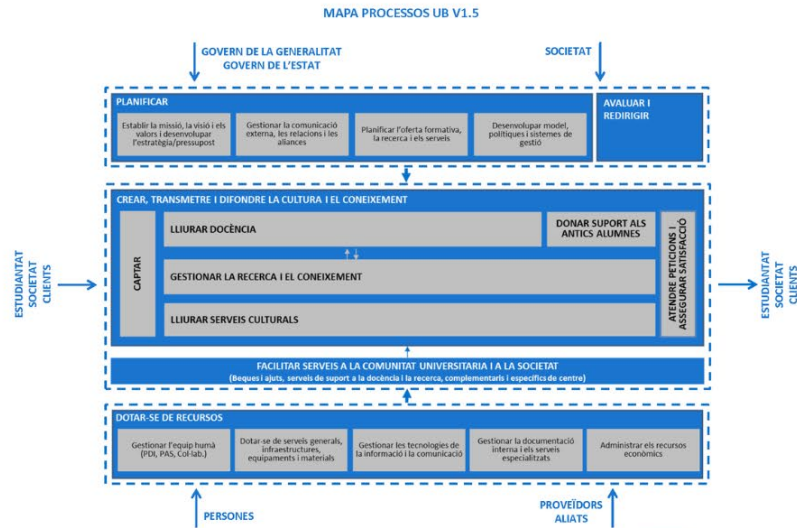 MAPA PROCESSOS UB V1.5
GOVERN DE LA GENERALITAT
GOVERN DE L'ESTAT
SOCIETAT
PLANIFICAR
Establir la missió, la visió i els
valors i desenvolupar
l'estratègia/pressupost
Gestionar la comunicació
externa, les relacions i les
aliances
Planificar l'oferta formativa,
la recerca i els serveis
Desenvolupar model,
polítiques i sistemes de
gestió
AVALUAR I
REDIRIGIR
ESTUDIANTAT
SOCIETAT
CLIENTS
CREAR, TRANSMETRE I DIFONDRE LA CULTURA I EL CONEIXEMENT
CAPTAR
LLIURAR DOCÈNCIA
DONAR SUPORT ALS
ANTICS ALUMNES
GESTIONAR LA RECERCA I EL CONEIXEMENT
LLIURAR SERVEIS CULTURALS
ATENDRE PETICIONS I
ASSEGURAR SATISFACCIÓ
ESTUDIANTAT
SOCIETAT
CLIENTS
FACILITAR SERVEIS A LA COMUNITAT UNIVERSITARIA I A LA SOCIETAT
(Beques i ajuts, serveis de suport a la docència i la recerca, complementaris i específics de centre)
DOTAR-SE DE RECURSOS
Gestionar l'equip humà
(PDI, PAS, Col·lab.)
Dotar-se de serveis generals,
infraestructures,
equipaments i materials
Gestionar les tecnologies de
la informació i la comunicació
Gestionar la documentació
interna i els serveis
especialitzats
Administrar els recursos
econòmics
PERSONES
PROVEÏDORS
ALIATS